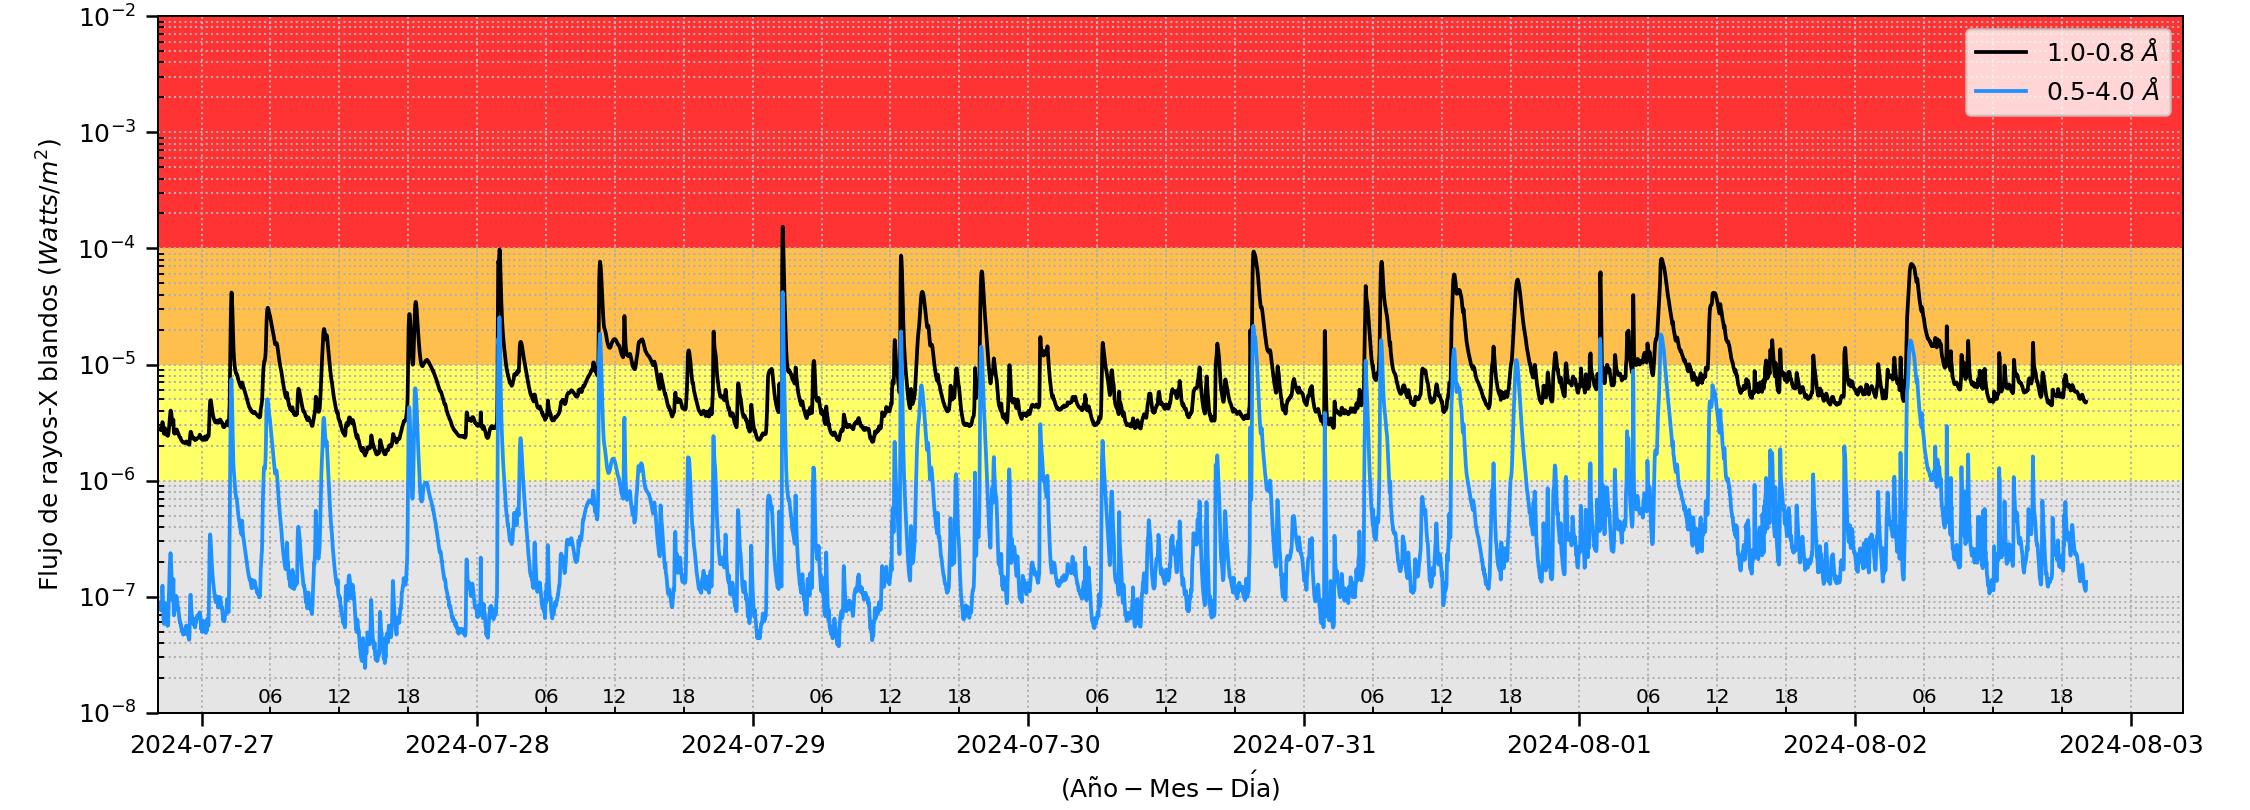 10⁻²
10⁻³
10⁻⁴
10⁻⁵
10⁻⁶
10⁻⁷
10⁻⁸
Flujo de rayos-X blandos (Watts/m²)
1.0-0.8 Å
0.5-4.0 Å
06 12 18 06 12 18 06 12 18 06 12 18 06 12 18 06 12 18 06 12 18
2024-07-27 2024-07-28 2024-07-29 2024-07-30 2024-07-31 2024-08-01 2024-08-02 2024-08-03
(Año − Mes − Día)